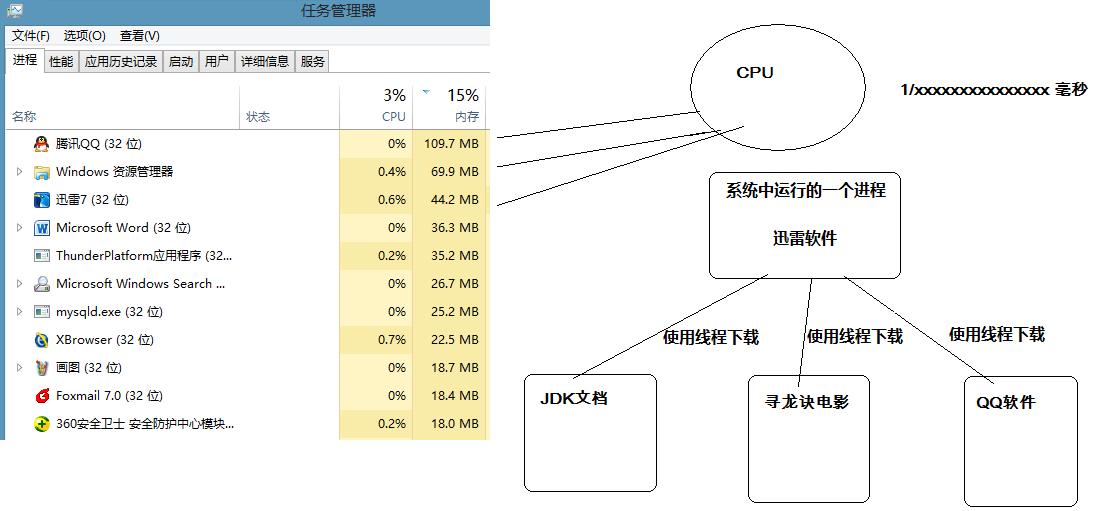 任务管理器
文件(F) 选项(O) 查看(V)
进程 性能 应用历史记录 启动 用户 详细信息 服务
3% 15%
名称 状态 CPU 内存
腾讯QQ (32 位) 0% 109.7 MB
Windows 资源管理器 0.4% 69.9 MB
迅雷7 (32 位) 0.6% 44.2 MB
Microsoft Word (32 位) 0% 36.3 MB
ThunderPlatform应用程序 (32... 0.2% 35.2 MB
Microsoft Windows Search ... 0% 26.7 MB
mysqld.exe (32 位) 0% 25.2 MB
XBrowser (32 位) 0.7% 22.5 MB
画图 (32 位) 0% 18.7 MB
Foxmail 7.0 (32 位) 0% 18.4 MB
360安全卫士 安全防护中心模块... 0.2% 18.0 MB
CPU
1/xxxxxxxxxxxxxxx 毫秒
系统中运行的一个进程
迅雷软件
使用线程下载 使用线程下载 使用线程下载
JDK文档 寻龙诀电影 QQ软件